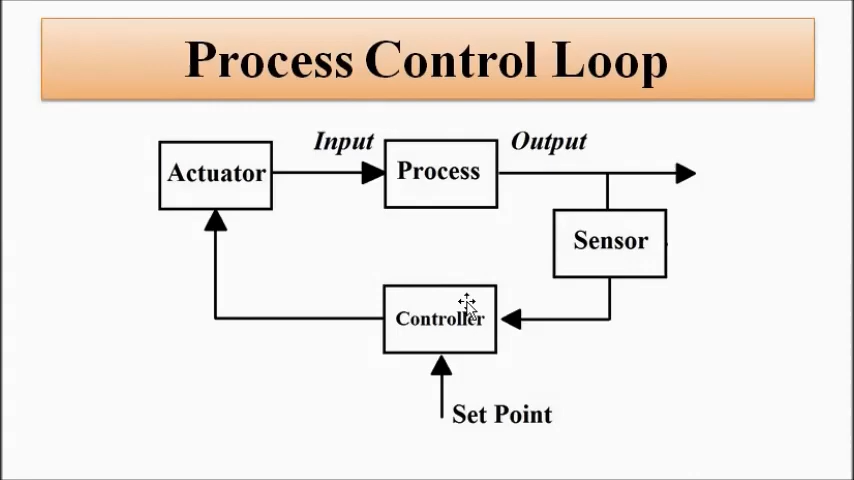 Process Control Loop
Input
Output
Actuator
Process
Sensor
Controller
Set Point